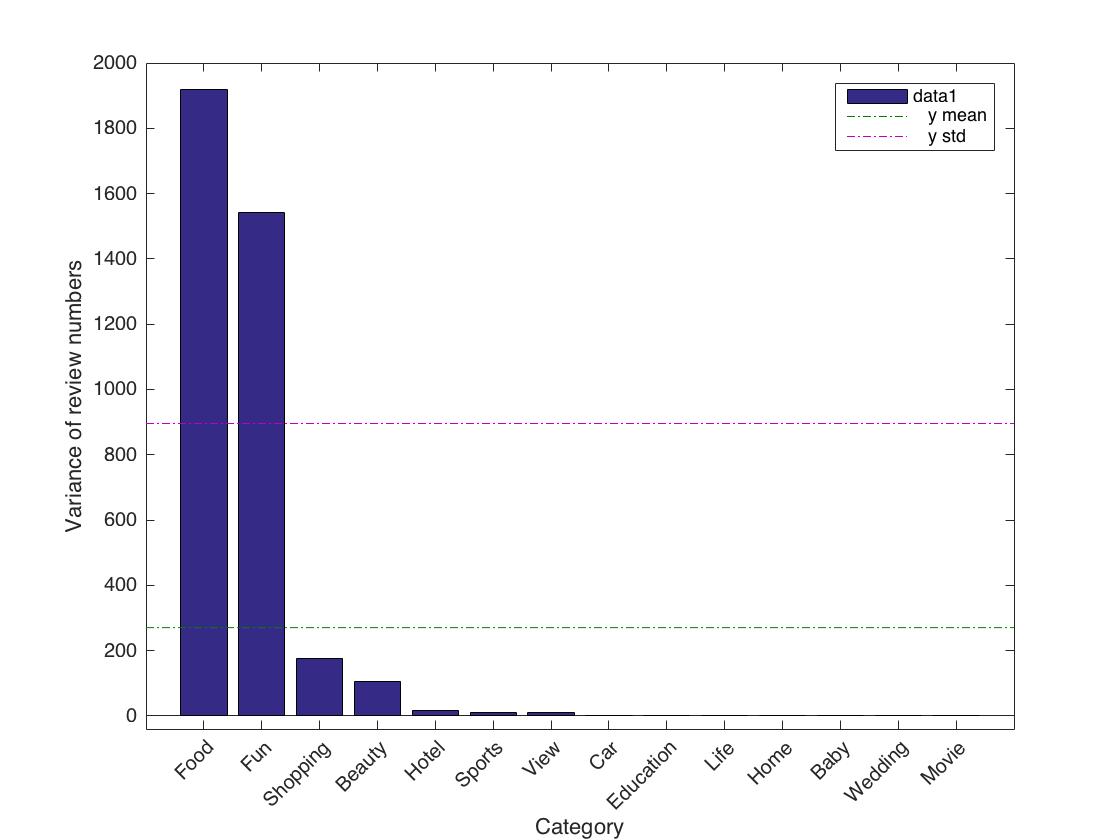 2000
1800
1600
1400
1200
1000
800
600
400
200
0
Variance of review numbers
data1
y mean
y std
Food
Fun
Shopping
Beauty
Hotel
Sports
View
Car
Education
Life
Home
Baby
Wedding
Movie
Category